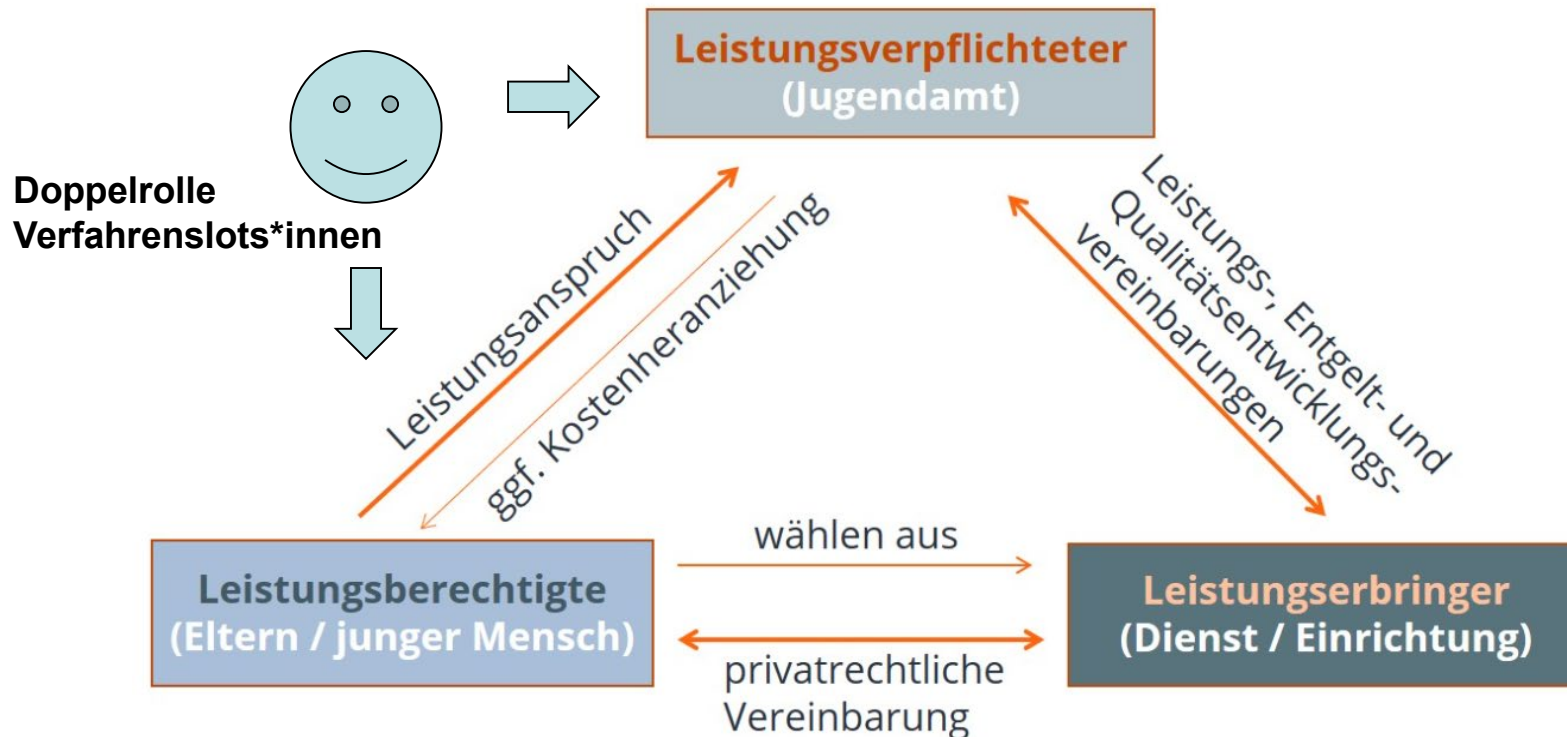 Leistungsverpflichteter
(Jugendamt)
Doppelrolle
Verfahrenslots*innen
Leistungsanspruch
ggf. Kostenheranziehung
Leistungs-, Entgelt- und
Qualitätsentwicklungs-
vereinbarungen
Leistungsberechtigte
(Eltern / junger Mensch)
wählen aus
privatrechtliche
Vereinbarung
Leistungserbringer
(Dienst / Einrichtung)